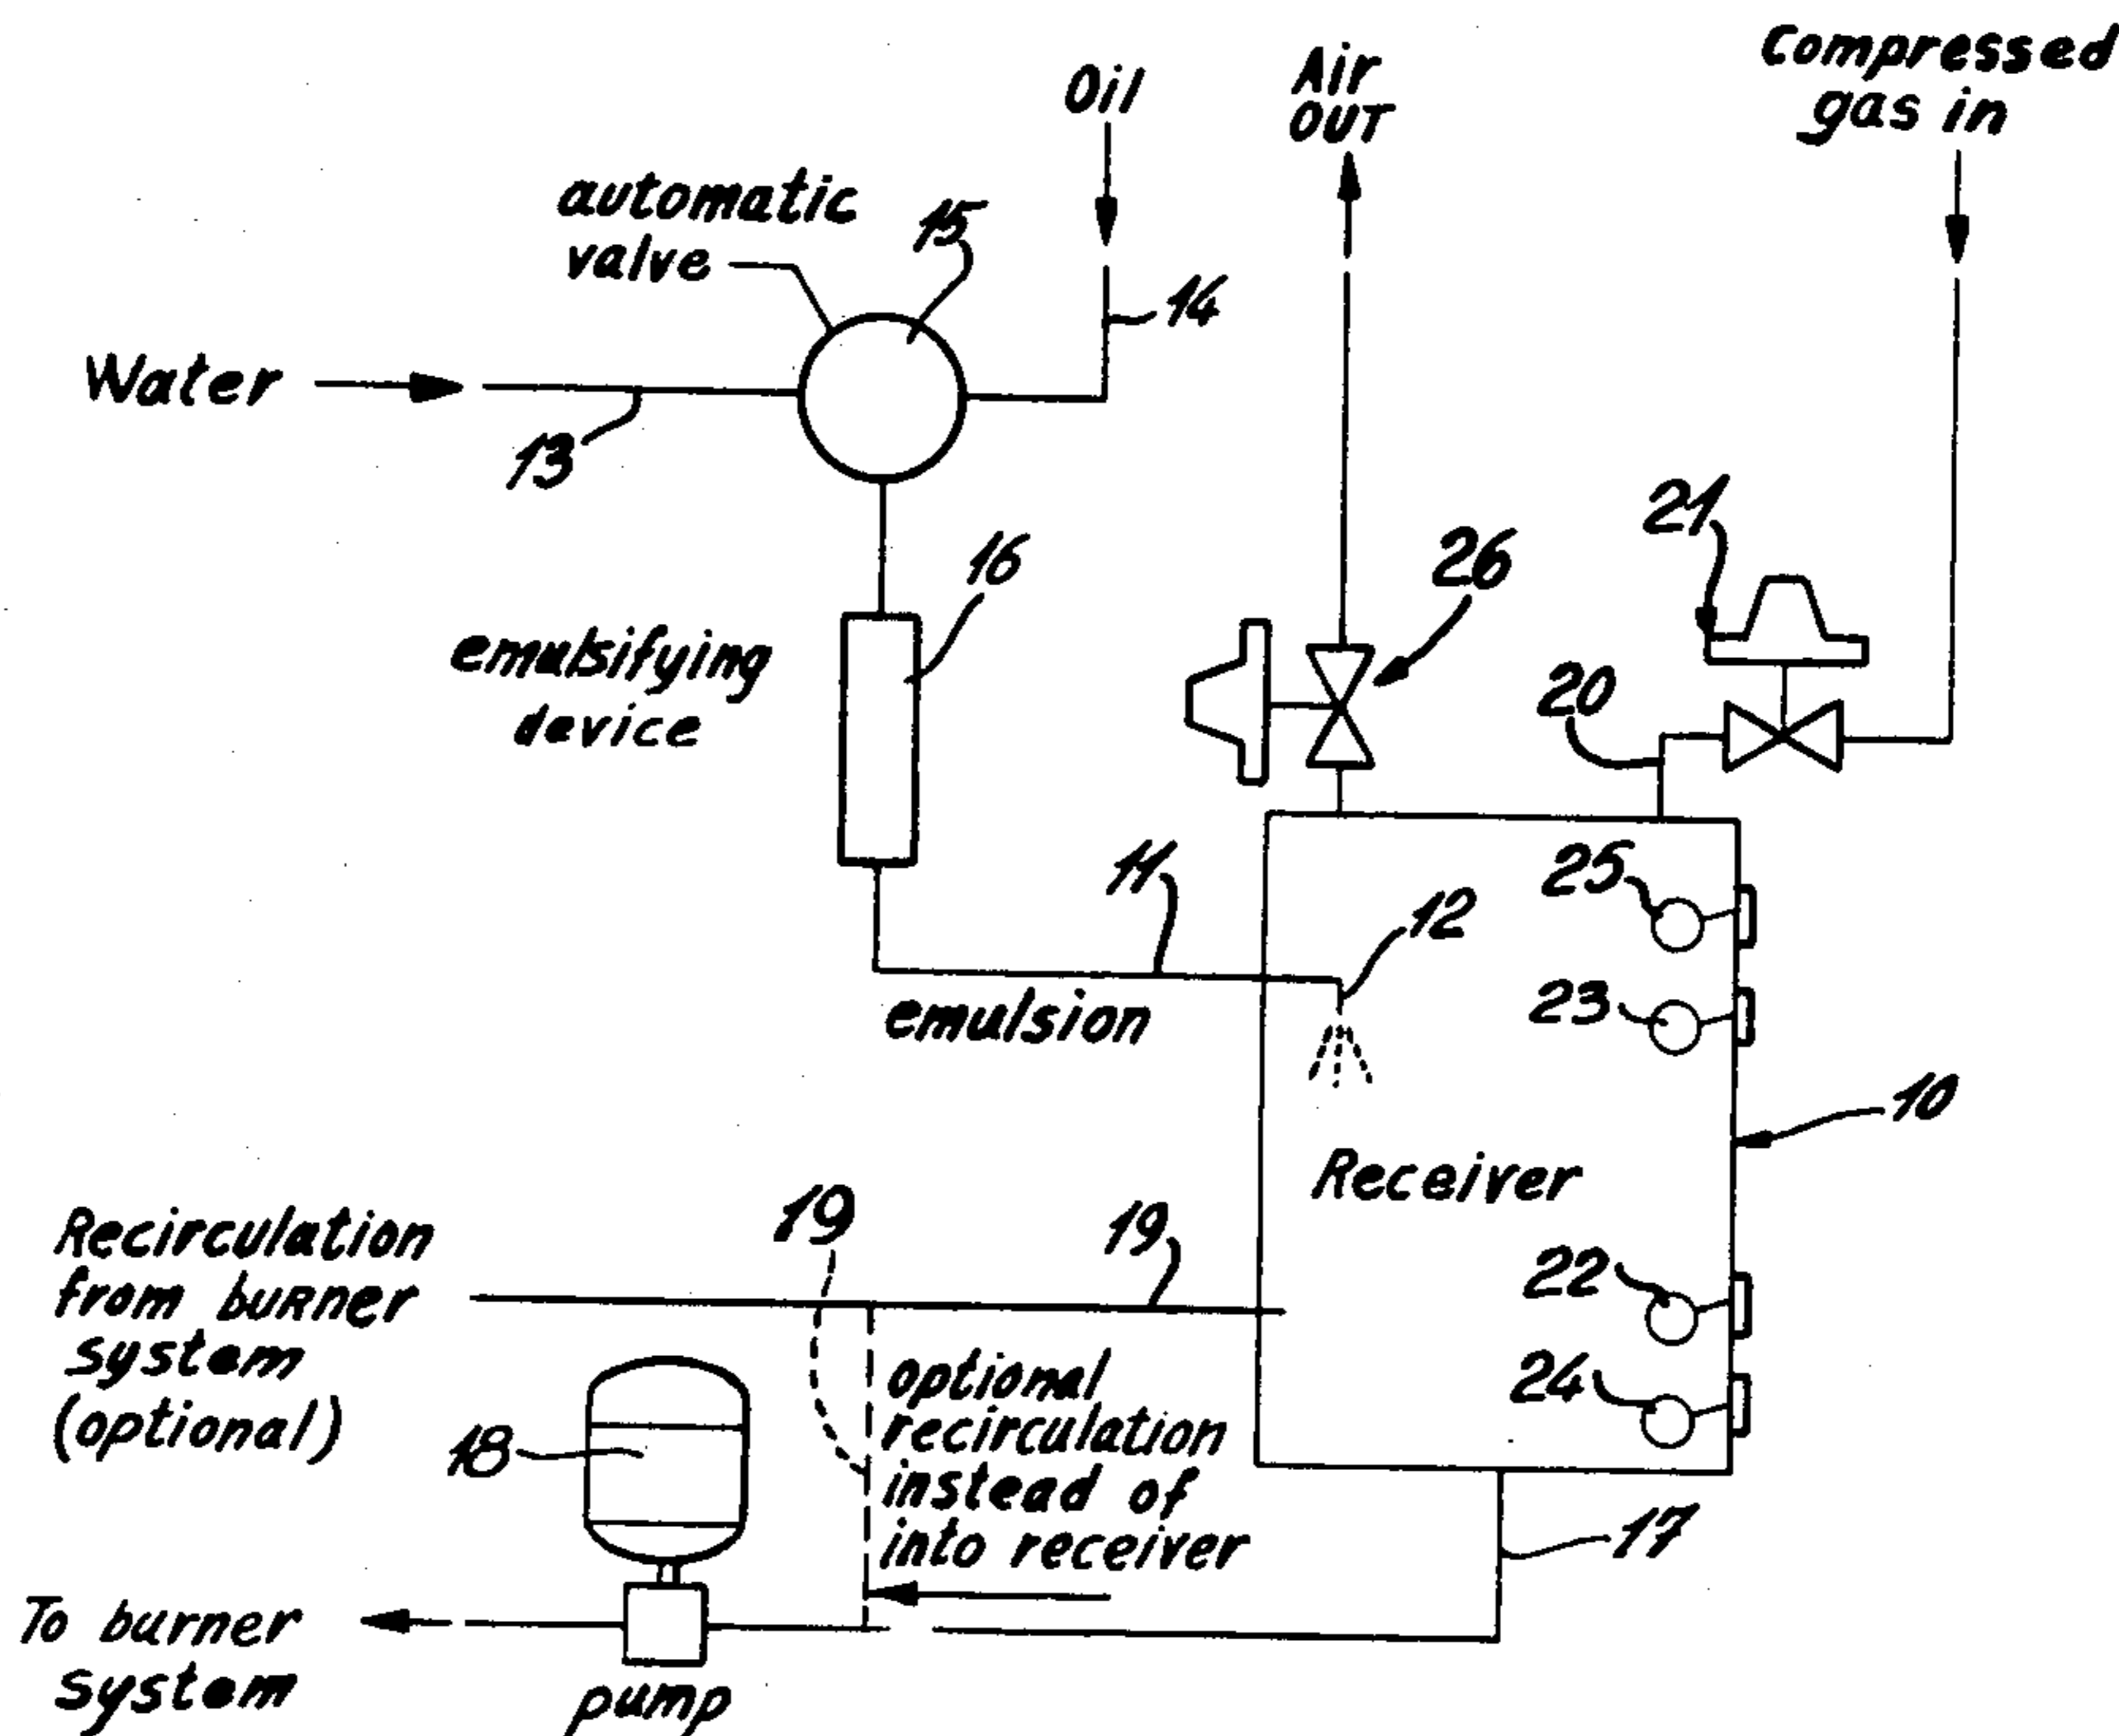 Compressed
gas in
Oil
Air
OUT
automatic
valve
15
14
Water
13
21
16
26
emulsifying
device
20
25
11
12
23
emulsion
10
Receiver
19
19
Recirculation
from burner
system
(optional)
22
24
optional
recirculation
instead of
into receiver
18
17
To burner
system
pump